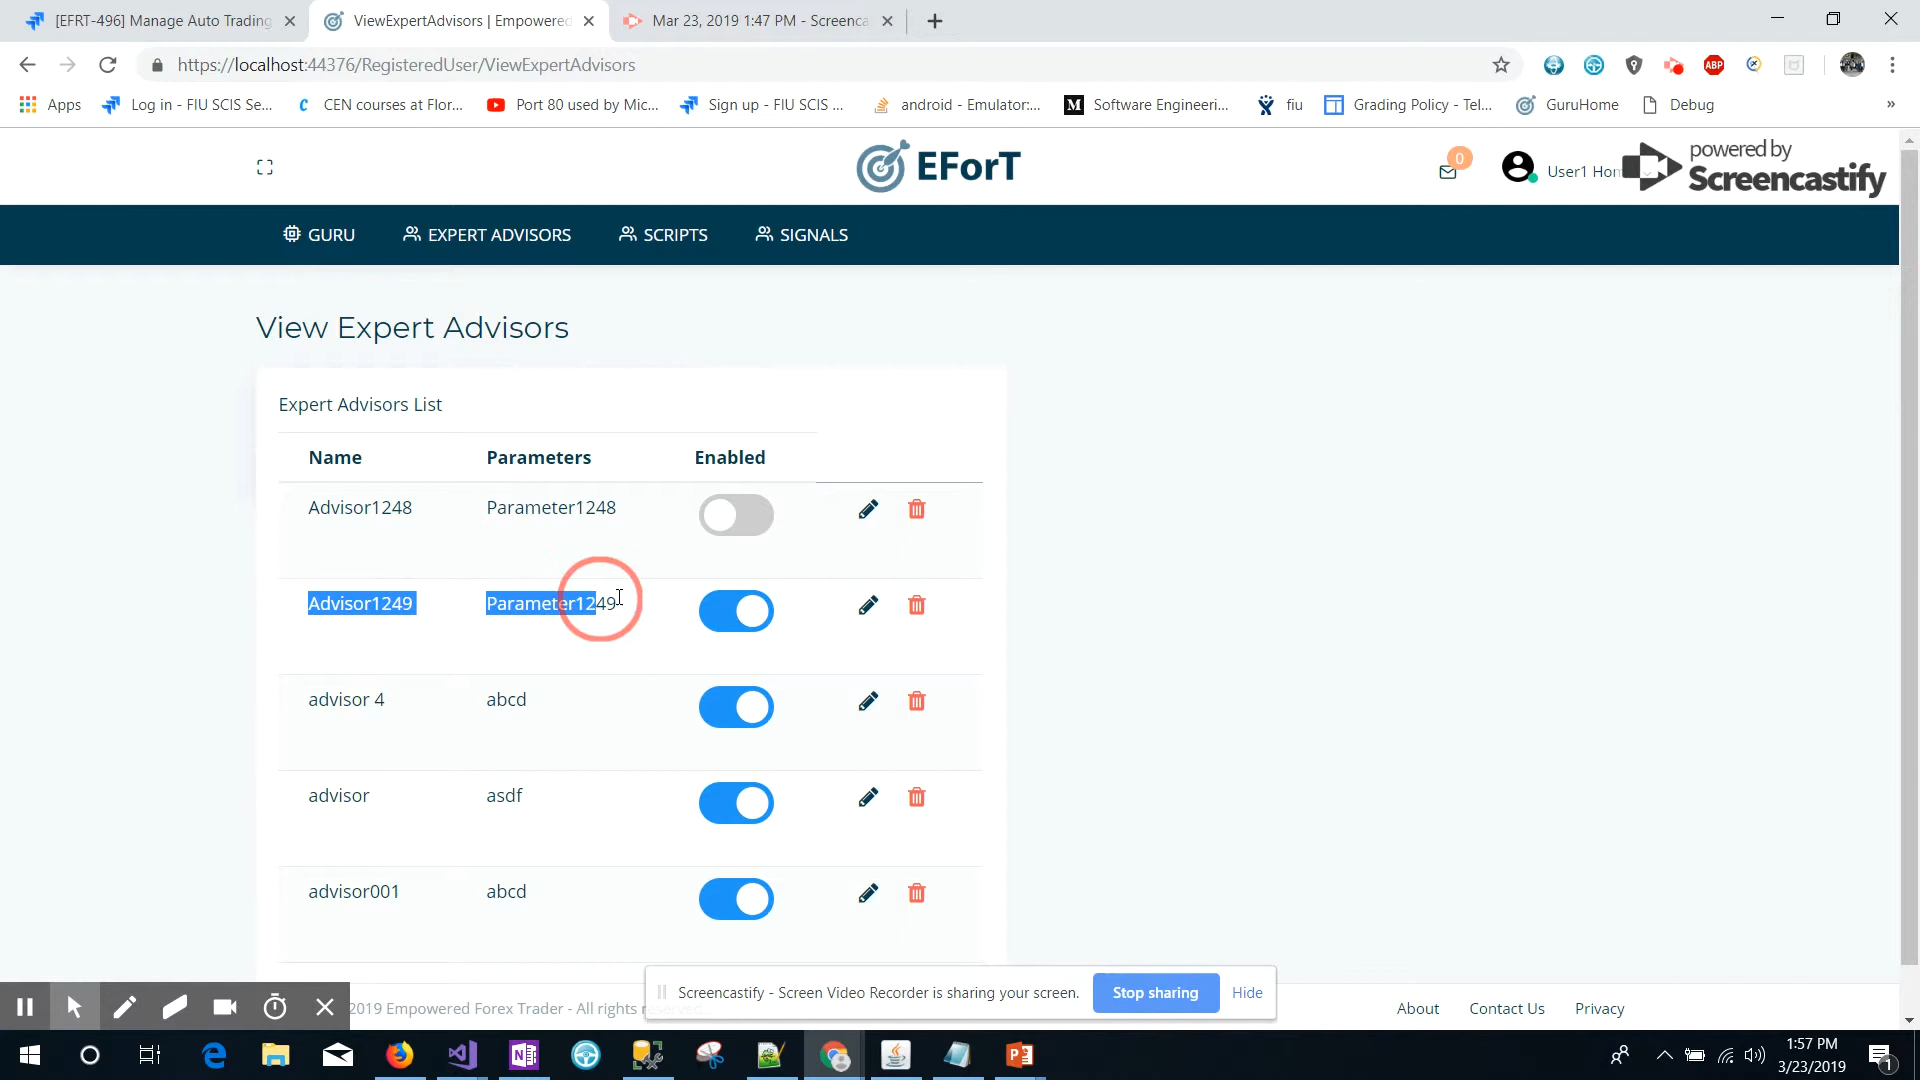 [EFRT-496] Manage Auto Trading
ViewExpertAdvisors | Empowered
Mar 23, 2019 1:47 PM - Screenca
https://localhost:44376/RegisteredUser/ViewExpertAdvisors
ABP
Apps
Log in - FIU SCIS Se...
CEN courses at Flor...
Port 80 used by Mic...
Sign up - FIU SCIS ...
android - Emulator:...
Software Engineeri...
fiu
Grading Policy - Tel...
GuruHome
Debug
»
EForT
0
User1 Hom
powered by
Screencastify
GURU
EXPERT ADVISORS
SCRIPTS
SIGNALS
View Expert Advisors
Expert Advisors List
Name Parameters Enabled
Advisor1248 Parameter1248
Advisor1249 Parameter1249
advisor 4 abcd
advisor asdf
advisor001 abcd
Screencastify - Screen Video Recorder is sharing your screen.
Stop sharing
Hide
2019 Empowered Forex Trader - All rights reserved.
About
Contact Us
Privacy
1:57 PM
3/23/2019
1